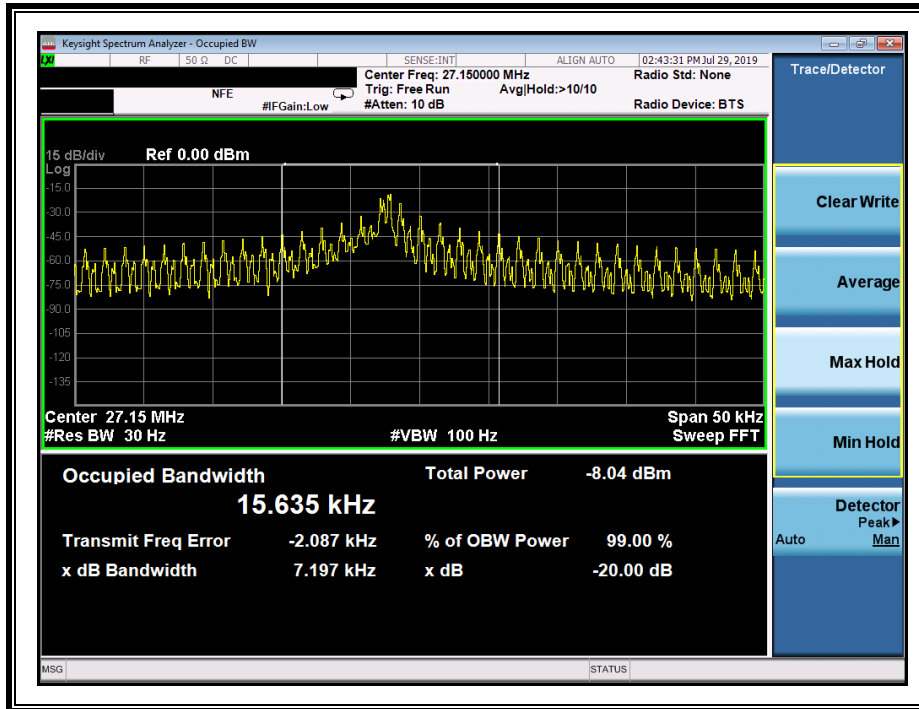 Keysight Spectrum Analyzer - Occupied BW
LXI RF 50 Ω DC SENSE:INT ALIGN AUTO 02:43:31 PM Jul 29, 2019
Center Freq: 27.150000 MHz Radio Std: None
NFE Trig: Free Run Avg|Hold:>10/10
#IFGain:Low #Atten: 10 dB Radio Device: BTS
15 dB/div Ref 0.00 dBm
Log
-15.0
-30.0
-45.0
-60.0
-75.0
-90.0
-105
-120
-135
Center 27.15 MHz Span 50 kHz
#Res BW 30 Hz #VBW 100 Hz Sweep FFT
Occupied Bandwidth Total Power -8.04 dBm
15.635 kHz
Transmit Freq Error -2.087 kHz % of OBW Power 99.00 %
x dB Bandwidth 7.197 kHz x dB -20.00 dB
MSG STATUS
Trace/Detector
Clear Write
Average
Max Hold
Min Hold
Detector
Peak▶
Auto Man